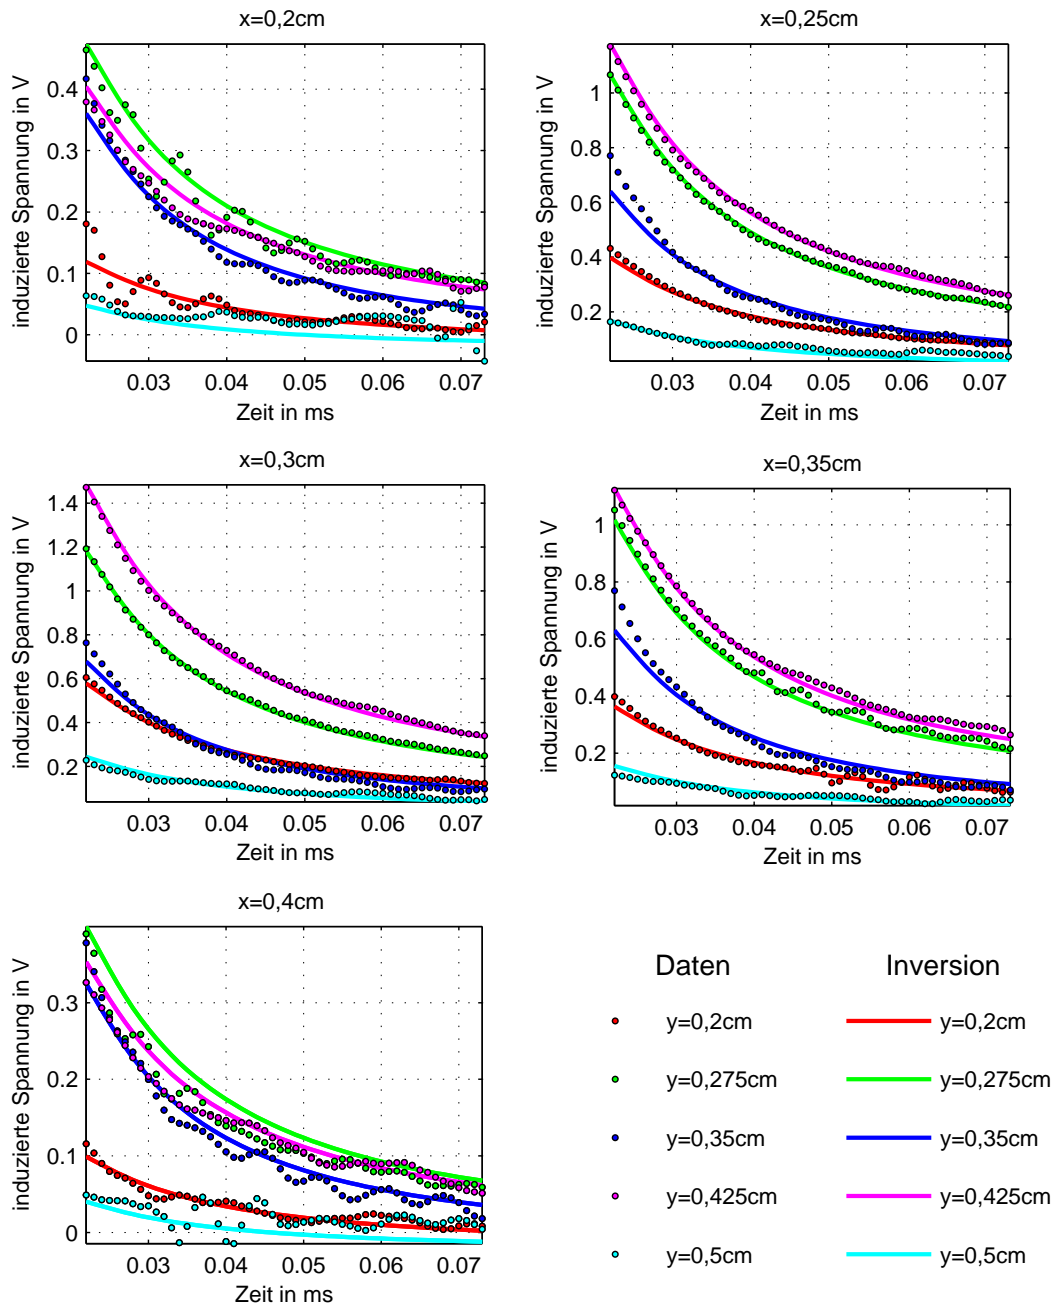 x=0,2cm
induzierte Spannung in V
0.4
0.3
0.2
0.1
0
0.03 0.04 0.05 0.06 0.07
Zeit in ms
x=0,25cm
induzierte Spannung in V
1
0.8
0.6
0.4
0.2
0.03 0.04 0.05 0.06 0.07
Zeit in ms
x=0,3cm
induzierte Spannung in V
1.4
1.2
1
0.8
0.6
0.4
0.2
0.03 0.04 0.05 0.06 0.07
Zeit in ms
x=0,35cm
induzierte Spannung in V
1
0.8
0.6
0.4
0.2
0.03 0.04 0.05 0.06 0.07
Zeit in ms
x=0,4cm
induzierte Spannung in V
0.3
0.2
0.1
0
0.03 0.04 0.05 0.06 0.07
Zeit in ms
Daten Inversion
y=0,2cm y=0,2cm
y=0,275cm y=0,275cm
y=0,35cm y=0,35cm
y=0,425cm y=0,425cm
y=0,5cm y=0,5cm